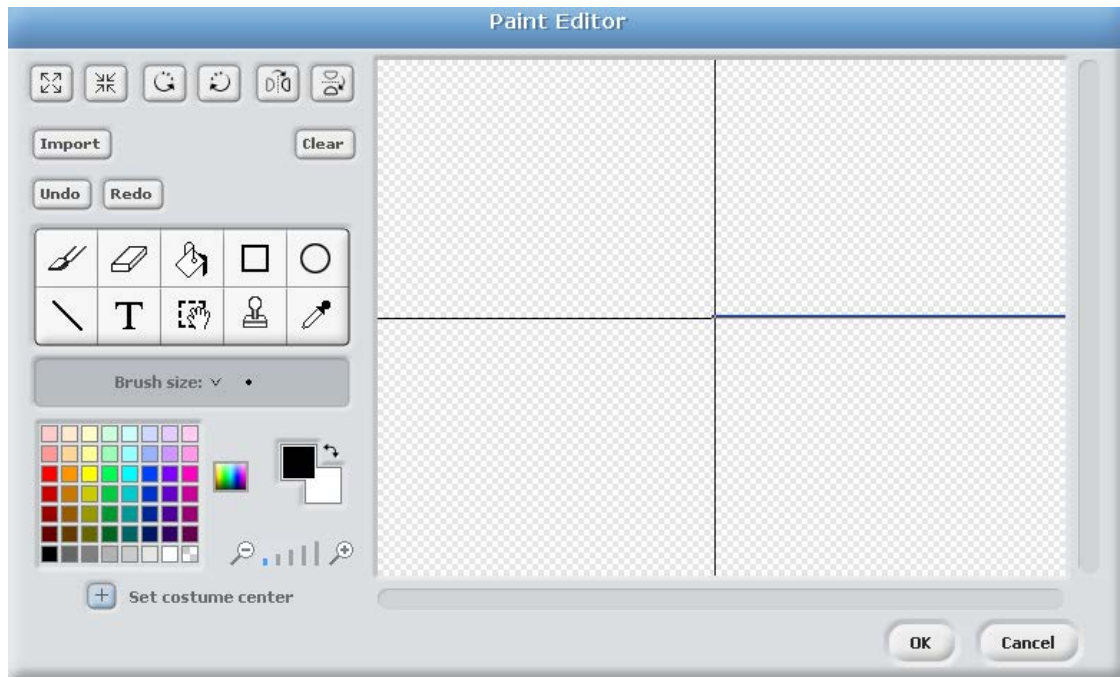 Paint Editor
Import
Clear
Undo
Redo
T
Brush size:
Set costume center
OK
Cancel